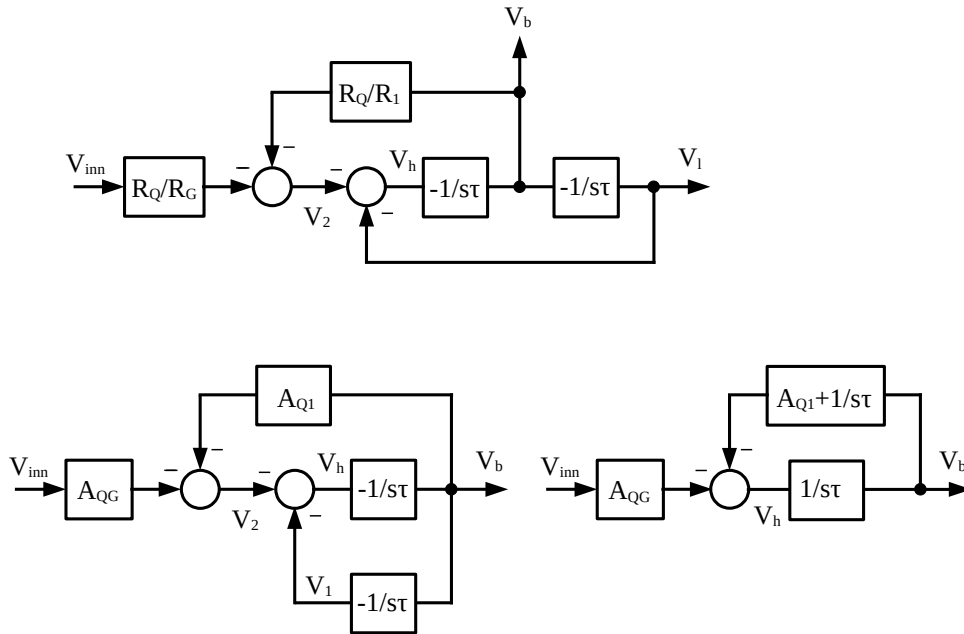 V_b
R_Q/R_1
−
V_inn − − V_h V_l
R_Q/R_G -1/sτ -1/sτ
V_2 −
A_Q1 A_Q1+1/sτ
− −
V_inn − − V_h V_b V_inn − V_b
A_QG -1/sτ A_QG 1/sτ
V_2 − V_h
V_1
-1/sτ